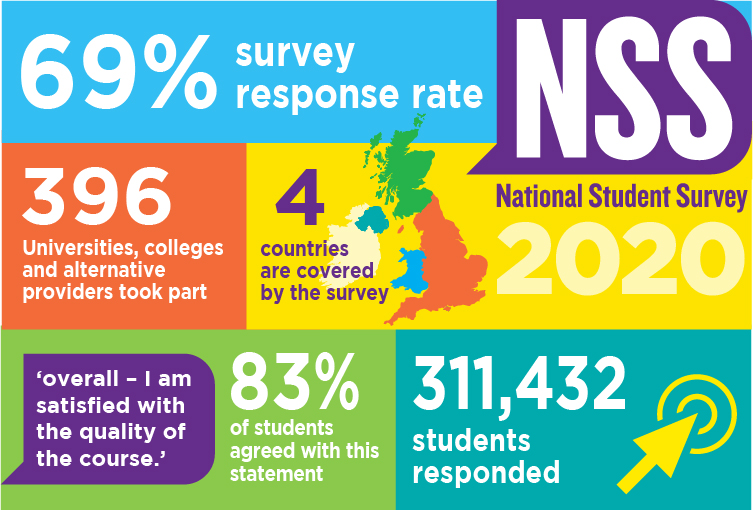 69%
survey
response rate
NSS
National Student Survey
2020
396
Universities, colleges
and alternative
providers took part
4
countries
are covered
by the survey
‘overall – I am
satisfied with
the quality of
the course.’
83%
of students
agreed with this
statement
311,432
students
responded